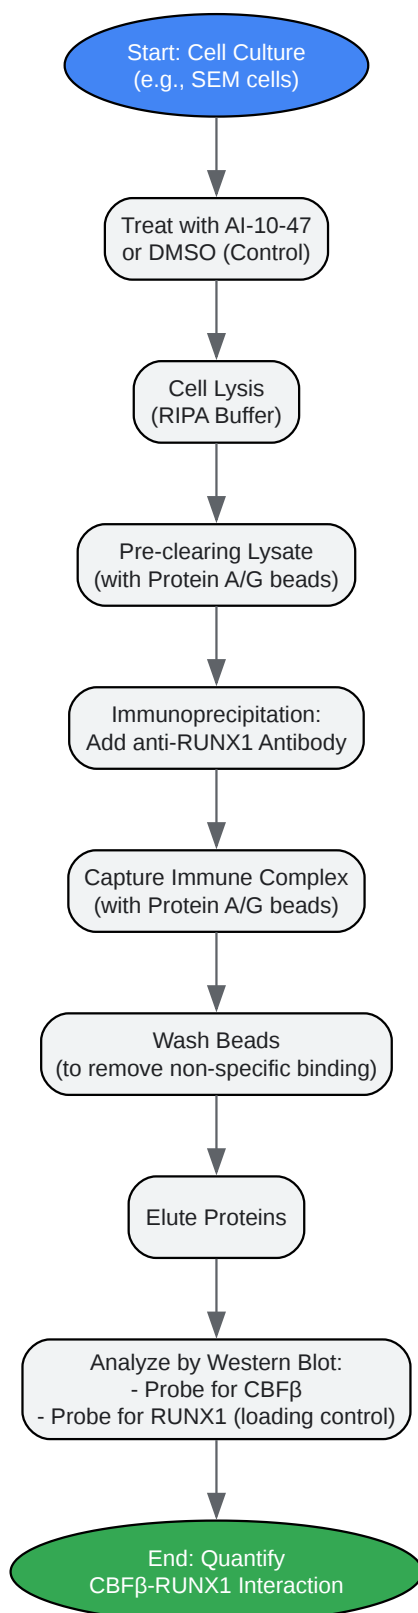 Start: Cell Culture
(e.g., SEM cells)
Treat with AI-10-47
or DMSO (Control)
Cell Lysis
(RIPA Buffer)
Pre-clearing Lysate
(with Protein A/G beads)
Immunoprecipitation:
Add anti-RUNX1 Antibody
Capture Immune Complex
(with Protein A/G beads)
Wash Beads
(to remove non-specific binding)
Elute Proteins
Analyze by Western Blot:
- Probe for CBFβ
- Probe for RUNX1 (loading control)
End: Quantify
CBFβ-RUNX1 Interaction